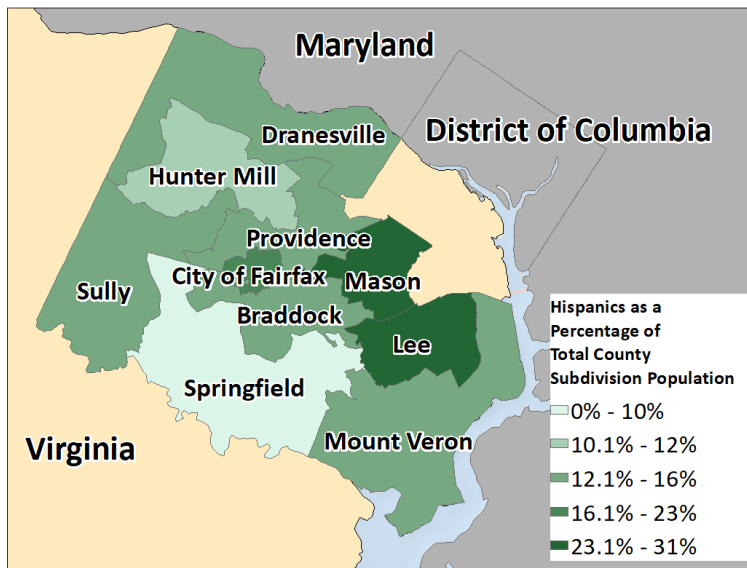 Maryland
District of Columbia
Dranesville
Hunter Mill
Providence
City of Fairfax
Mason
Sully
Braddock
Lee
Springfield
Mount Veron
Virginia
Hispanics as a
Percentage of
Total County
Subdivision Population
0% - 10%
10.1% - 12%
12.1% - 16%
16.1% - 23%
23.1% - 31%